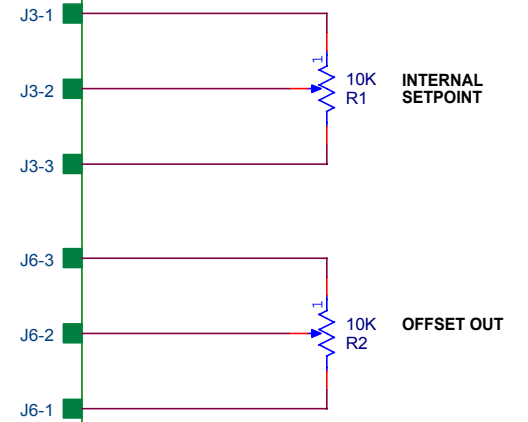 J3-1
1
J3-2
10K
R1
INTERNAL
SETPOINT
J3-3
J6-3
1
J6-2
10K
R2
OFFSET OUT
J6-1